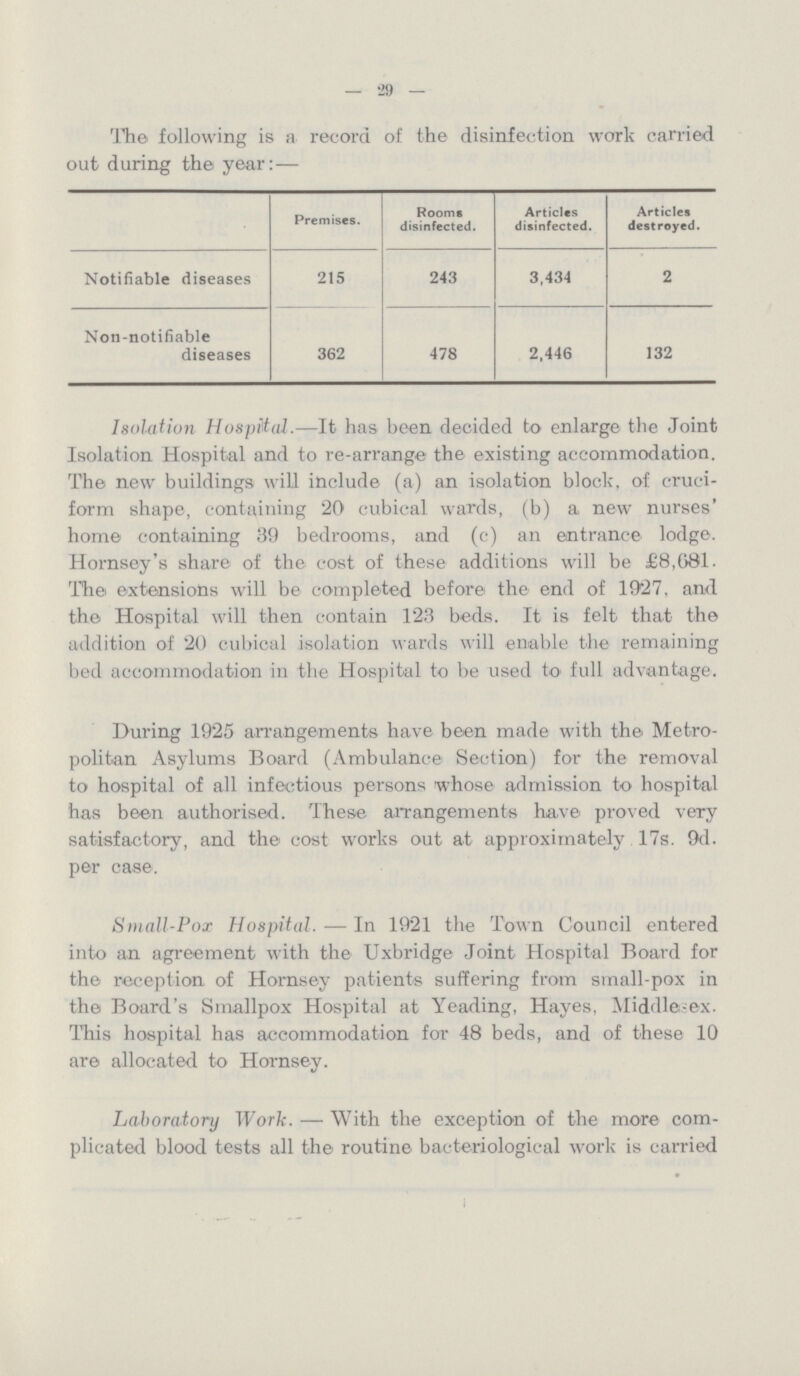 — 29 —
The following is a record of the disinfection work carried
out during the year:—
Premises. Rooms disinfected. Articles disinfected. Articles destroyed.
Notifiable diseases 215 243 3,434 2
Non-notifiable
diseases 362 478 2,446 132
Isolation Hospital.—It has been decided to enlarge the Joint
Isolation Hospital and to re-arrange the existing accommodation.
The new buildings will include (a) an isolation block, of cruci-
form shape, containing 20 cubical wards, (b) a new nurses'
home containing 39 bedrooms, and (c) an entrance lodge.
Hornsey's share of the cost of these additions will be £8,681.
The extensions will be completed before the end of 1927, and
the Hospital will then contain 123 beds. It is felt that the
addition of 20 cubical isolation wards will enable the remaining
bed accommodation in the Hospital to be used to full advantage.
During 1925 arrangements have been made with the Metro-
politan Asylums Board (Ambulance Section) for the removal
to hospital of all infectious persons whose admission to hospital
has been authorised. These arrangements have proved very
satisfactory, and the cost works out at approximately 17s. 9d.
per case.
Small-Pox Hospital. — In 1921 the Town Council entered
into an agreement with the Uxbridge Joint Hospital Board for
the reception of Hornsey patients suffering from small-pox in
the Board's Smallpox Hospital at Yeading, Hayes, Middlesex.
This hospital has accommodation for 48 beds, and of these 10
are allocated to Hornsey.
Laboratory Work. — With the exception of the more com-
plicated blood tests all the routine bacteriological work is carried